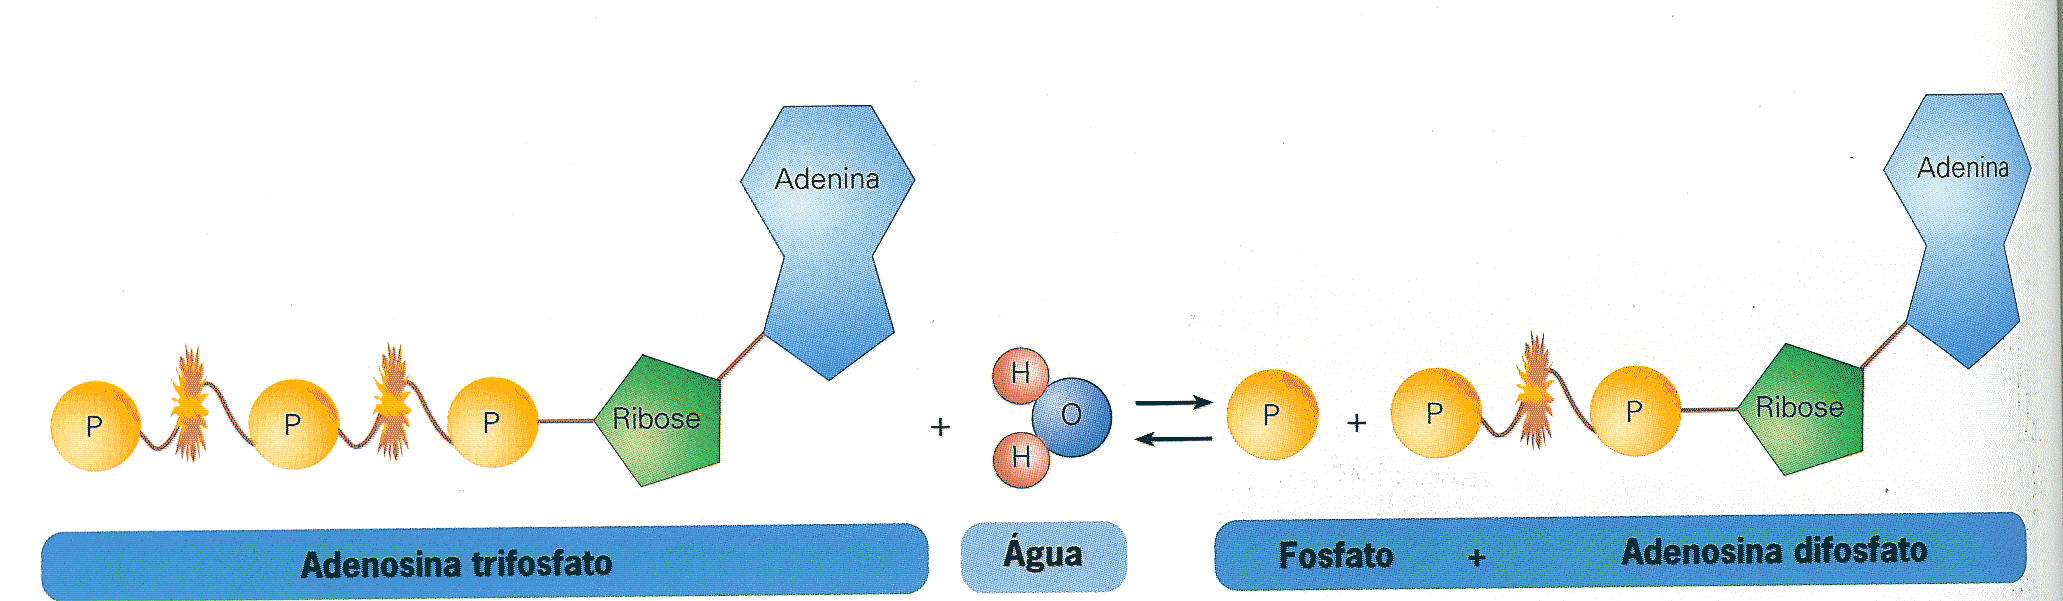 Adenina
Adenina
P P P Ribose + H O H P + P P Ribose
Adenosina trifosfato Água Fosfato + Adenosina difosfato